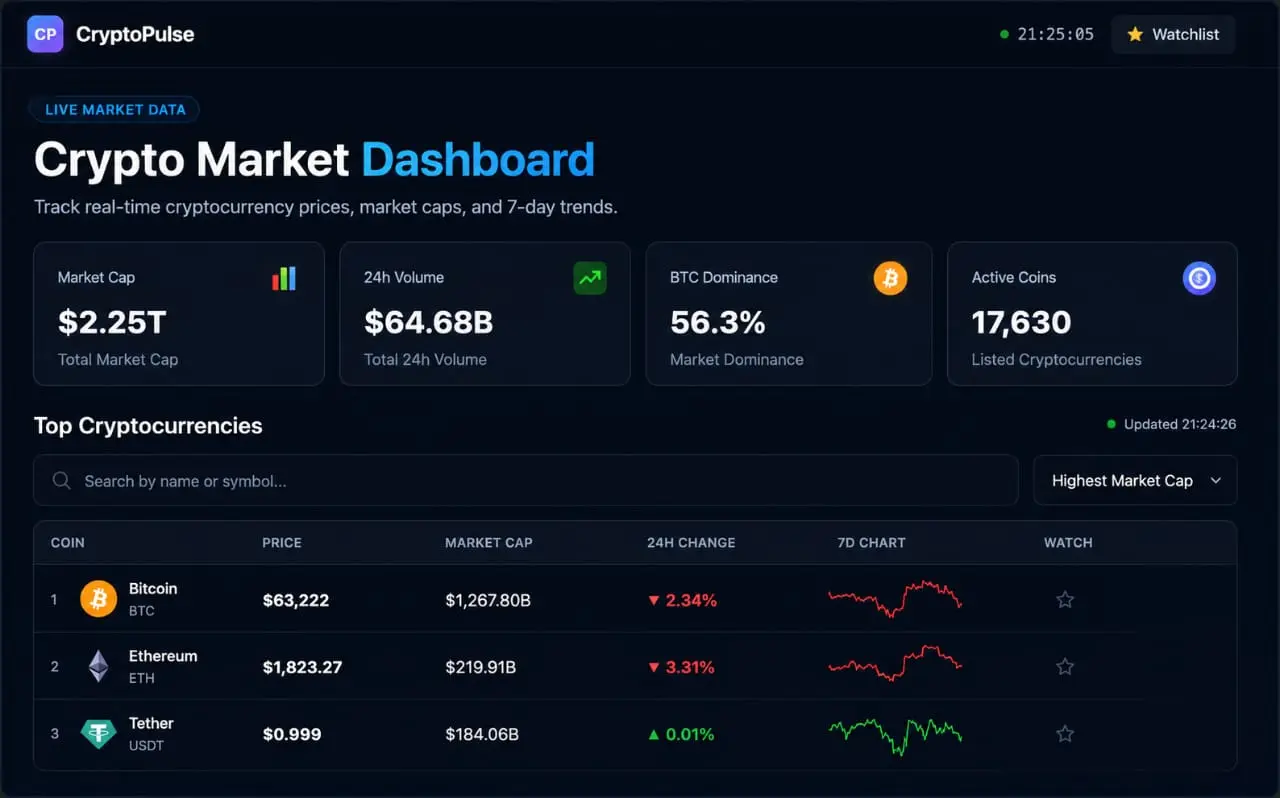 CP CryptoPulse 21:25:05 Watchlist
LIVE MARKET DATA
Crypto Market Dashboard
Track real-time cryptocurrency prices, market caps, and 7-day trends.
Market Cap 24h Volume BTC Dominance Active Coins
$2.25T $64.68B 56.3% 17,630
Total Market Cap Total 24h Volume Market Dominance Listed Cryptocurrencies
Top Cryptocurrencies Updated 21:24:26
Search by name or symbol... Highest Market Cap
COIN PRICE MARKET CAP 24H CHANGE 7D CHART WATCH
1 Bitcoin BTC $63,222 $1,267.80B ▼ 2.34%
2 Ethereum ETH $1,823.27 $219.91B ▼ 3.31%
3 Tether USDT $0.999 $184.06B ▲ 0.01%